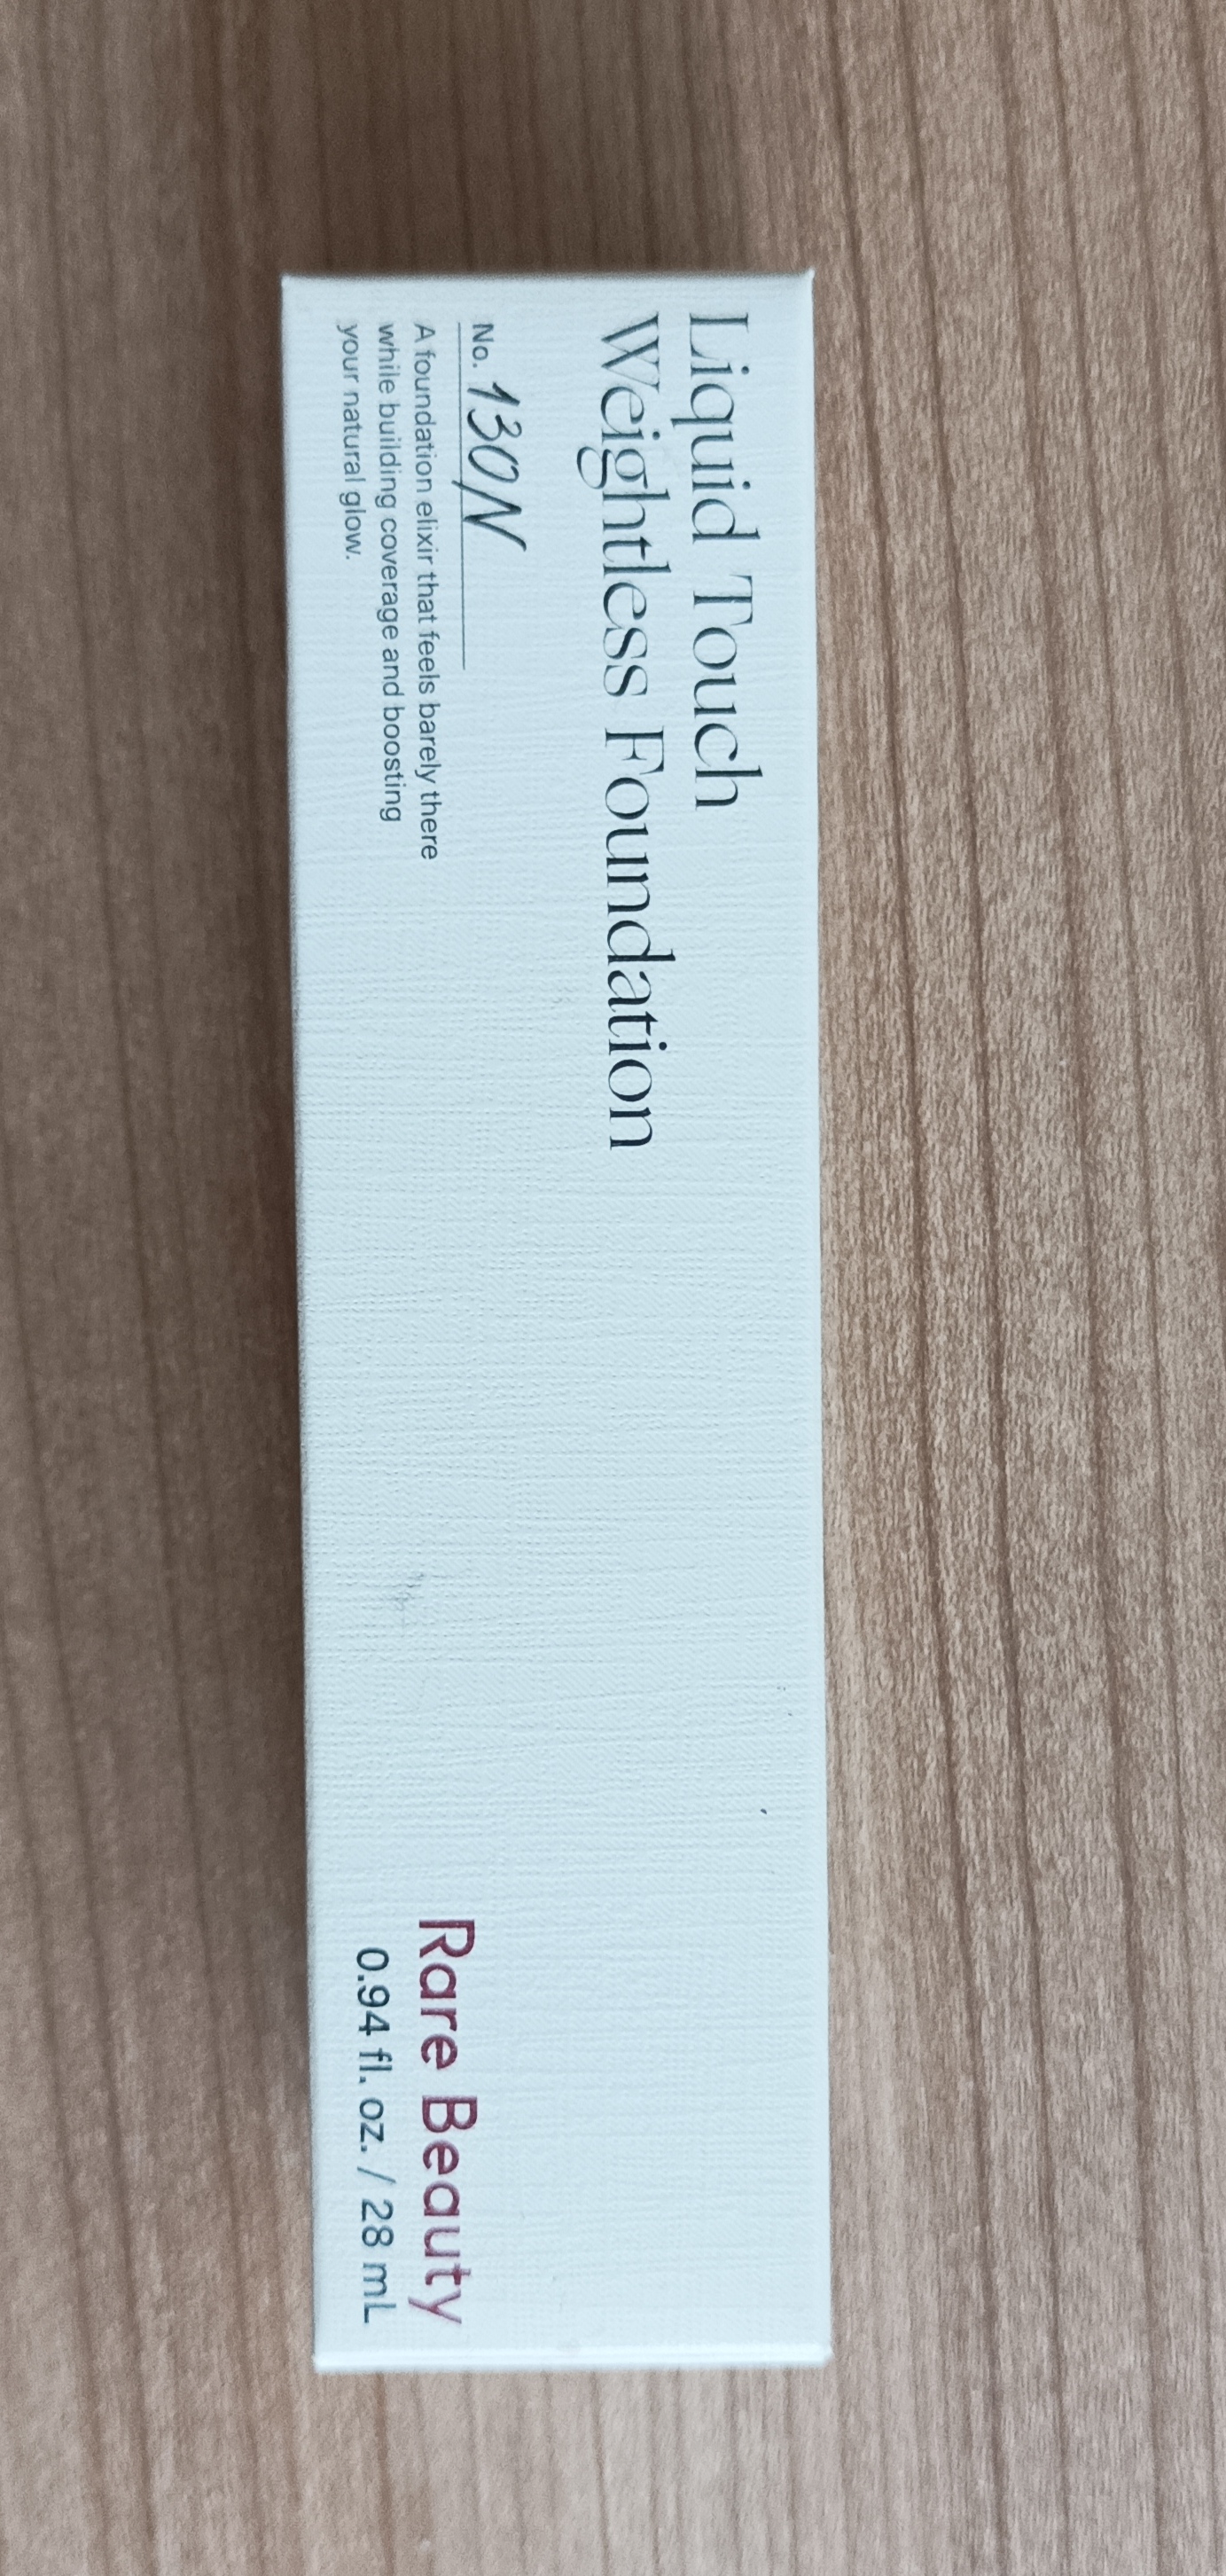 Liquid Touch
Weightless Foundation
No. 130N
A foundation elixir that feels barely there
while building coverage and boosting
your natural glow.
Rare Beauty
0.94 fl. oz. / 28 mL